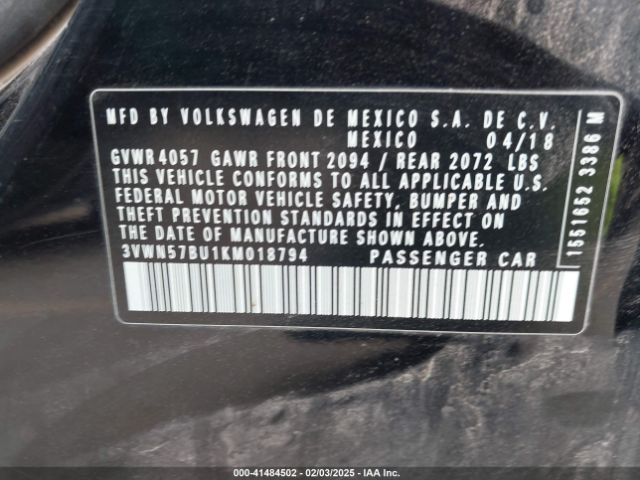 MFD BY VOLKSWAGEN DE MEXICO S.A. DE C.V.
MEXICO 04/18
GVWR 4057 GAWR FRONT 2094 / REAR 2072 LBS
THIS VEHICLE CONFORMS TO ALL APPLICABLE U.S.
FEDERAL MOTOR VEHICLE SAFETY, BUMPER AND
THEFT PREVENTION STANDARDS IN EFFECT ON
THE DATE OF MANUFACTURE SHOWN ABOVE.
3VWN57BU1KM018794 PASSENGER CAR
1551652 3386 M
000-41484502 - 02/03/2025 - IAA Inc.